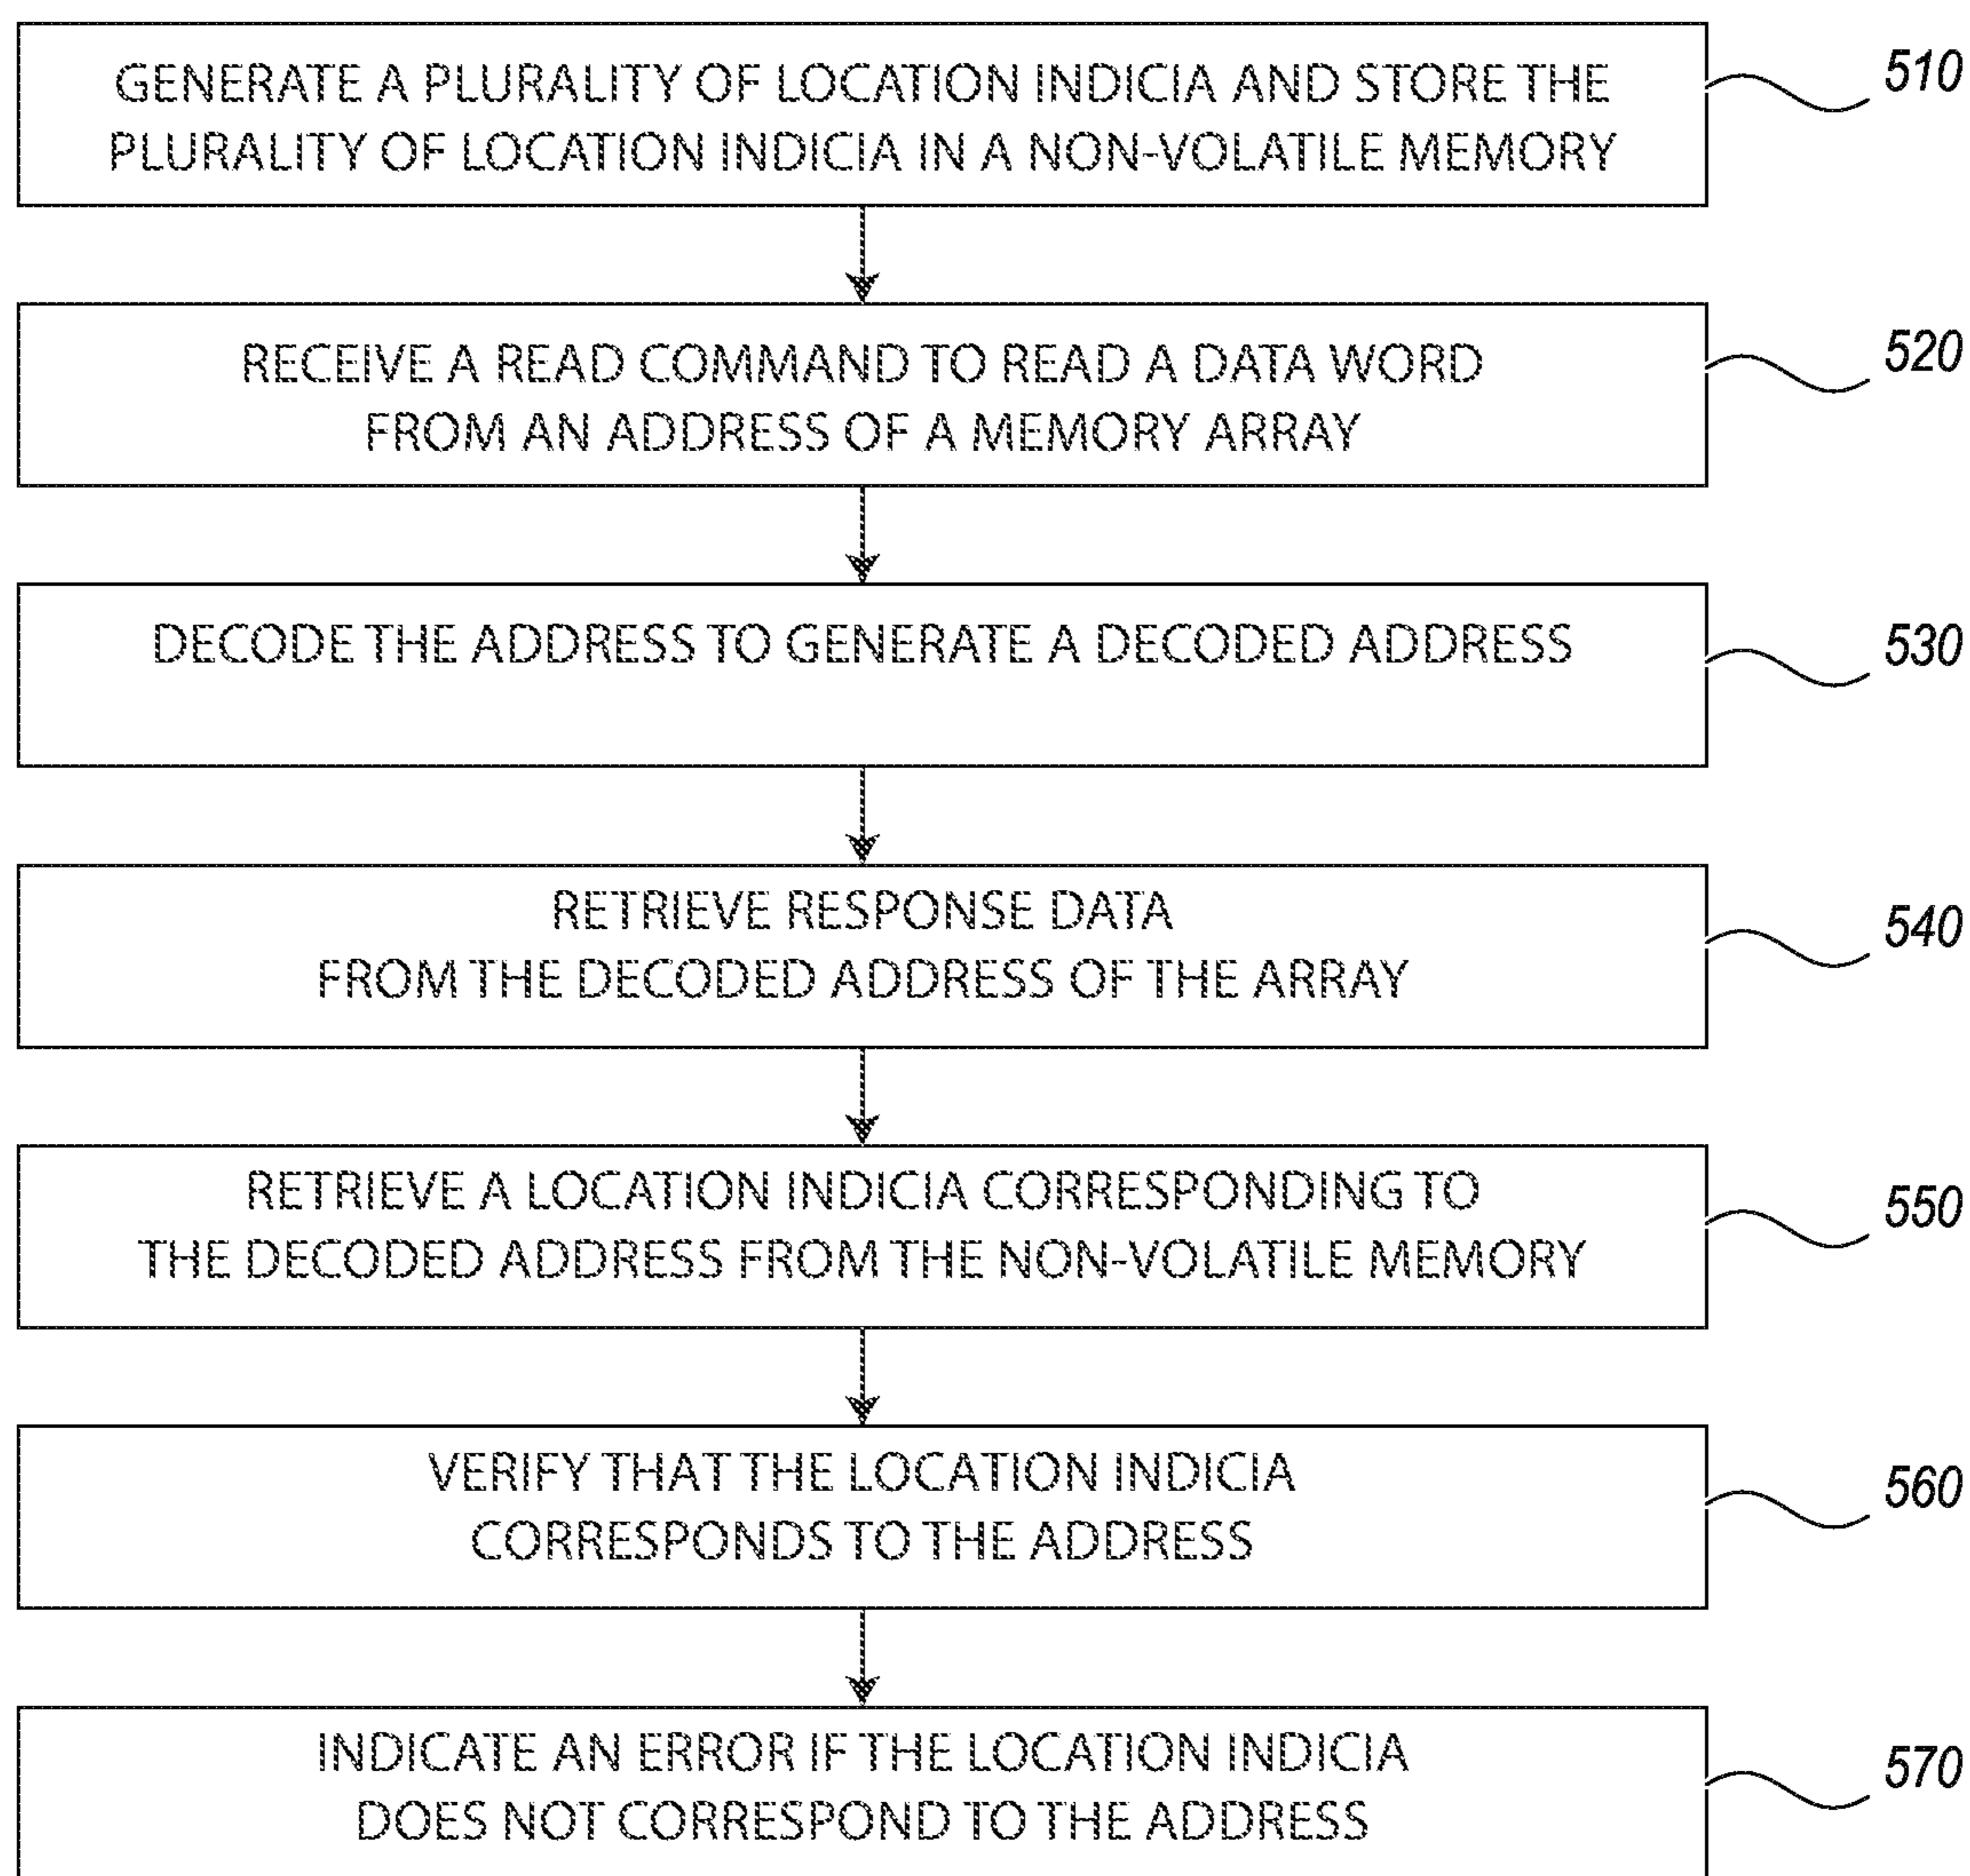 GENERATE A PLURALITY OF LOCATION INDICIA AND STORE THE
PLURALITY OF LOCATION INDICIA IN A NON-VOLATILE MEMORY
510
RECEIVE A READ COMMAND TO READ A DATA WORD
FROM AN ADDRESS OF A MEMORY ARRAY
520
DECODE THE ADDRESS TO GENERATE A DECODED ADDRESS
530
RETRIEVE RESPONSE DATA
FROM THE DECODED ADDRESS OF THE ARRAY
540
RETRIEVE A LOCATION INDICIA CORRESPONDING TO
THE DECODED ADDRESS FROM THE NON-VOLATILE MEMORY
550
VERIFY THAT THE LOCATION INDICIA
CORRESPONDS TO THE ADDRESS
560
INDICATE AN ERROR IF THE LOCATION INDICIA
DOES NOT CORRESPOND TO THE ADDRESS
570